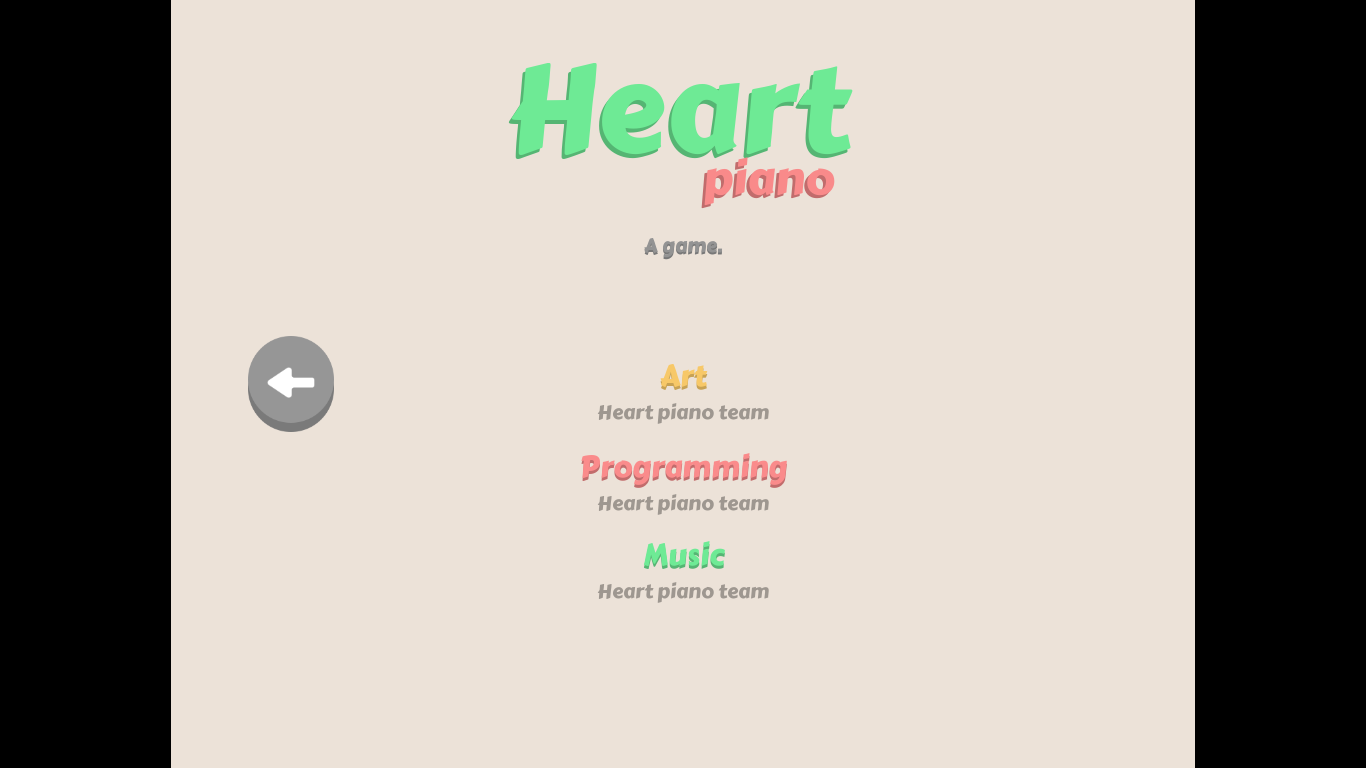 Heart
piano
A game.
Art
Heart piano team
Programming
Heart piano team
Music
Heart piano team